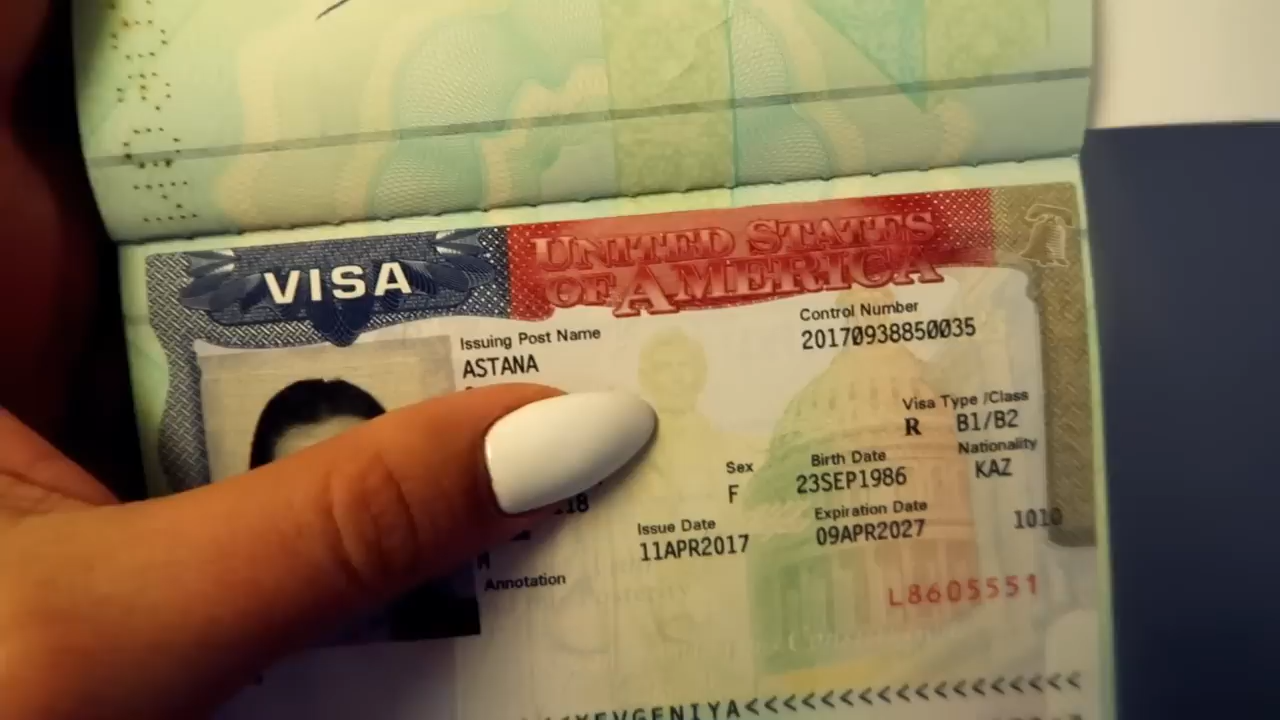 VISA
UNITED STATES
OF AMERICA
Issuing Post Name
ASTANA
Control Number
20170938850035
Visa Type /Class
R B1/B2
Sex
F
Birth Date
23SEP1986
Nationality
KAZ
Issue Date
11APR2017
Expiration Date
09APR2027
1010
Annotation
L8605551
YEVGENIYA<<<<<<<<<<<<<<<<<<<